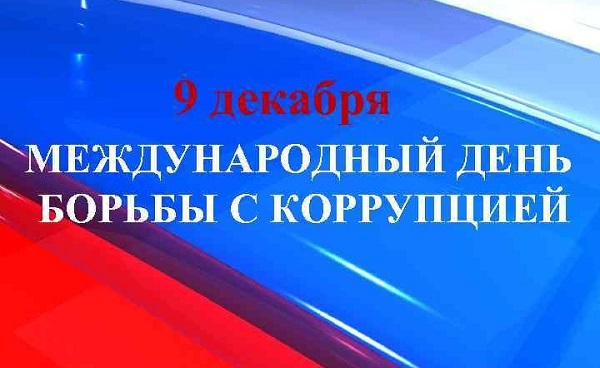 9 декабря
МЕЖДУНАРОДНЫЙ ДЕНЬ
БОРЬБЫ С КОРРУПЦИЕЙ